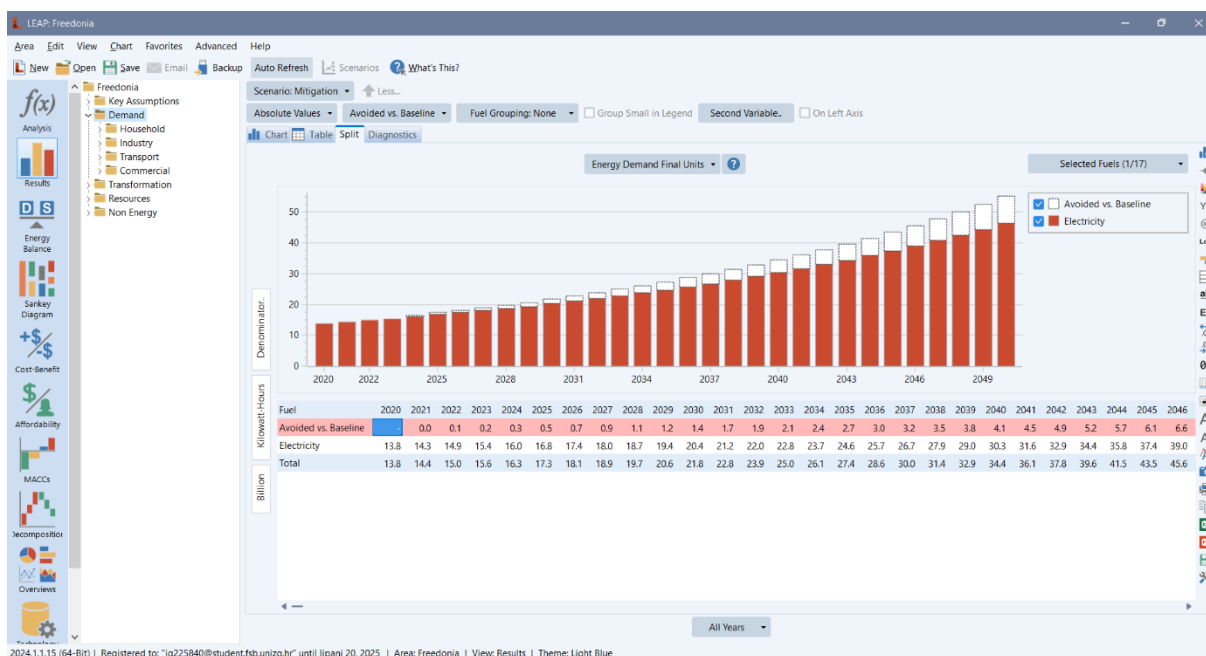 LEAP: Freedonia
Area Edit View Chart Favorites Advanced Help
New Open Save Email Backup Auto Refresh Scenarios What's This?
f(x)
Analysis
Results
D S
Energy
Balance
Sankey
Diagram
+$/-$
Cost-Benefit
$
Affordability
MACCs
Decomposition
Overviews
Freedonia
Key Assumptions
Demand
Household
Industry
Transport
Commercial
Transformation
Resources
Non Energy
Scenario: Mitigation Less..
Absolute Values Avoided vs. Baseline Fuel Grouping: None Group Small in Legend Second Variable.. On Left Axis
Chart Table Split Diagnostics
Energy Demand Final Units ? Selected Fuels (1/17)
Denominator..
Kilowatt-Hours
Billion
50
40
30
20
10
0
2020 2022 2025 2028 2031 2034 2037 2040 2043 2046 2049
Avoided vs. Baseline
Electricity
Fuel 2020 2021 2022 2023 2024 2025 2026 2027 2028 2029 2030 2031 2032 2033 2034 2035 2036 2037 2038 2039 2040 2041 2042 2043 2044 2045 2046
Avoided vs. Baseline - 0.0 0.1 0.2 0.3 0.5 0.7 0.9 1.1 1.2 1.4 1.7 1.9 2.1 2.4 2.7 3.0 3.2 3.5 3.8 4.1 4.5 4.9 5.2 5.7 6.1 6.6
Electricity 13.8 14.3 14.9 15.4 16.0 16.8 17.4 18.0 18.7 19.4 20.4 21.2 22.0 22.8 23.7 24.6 25.7 26.7 27.9 29.0 30.3 31.6 32.9 34.4 35.8 37.4 39.0
Total 13.8 14.4 15.0 15.6 16.3 17.3 18.1 18.9 19.7 20.6 21.8 22.8 23.9 25.0 26.1 27.4 28.6 30.0 31.4 32.9 34.4 36.1 37.8 39.6 41.5 43.5 45.6
All Years
2024.1.1.15 (64-Bit) | Registered to: "ig225840@student.fsb.unizg.hr" until lipanj 20, 2025 | Area: Freedonia | View: Results | Theme: Light Blue